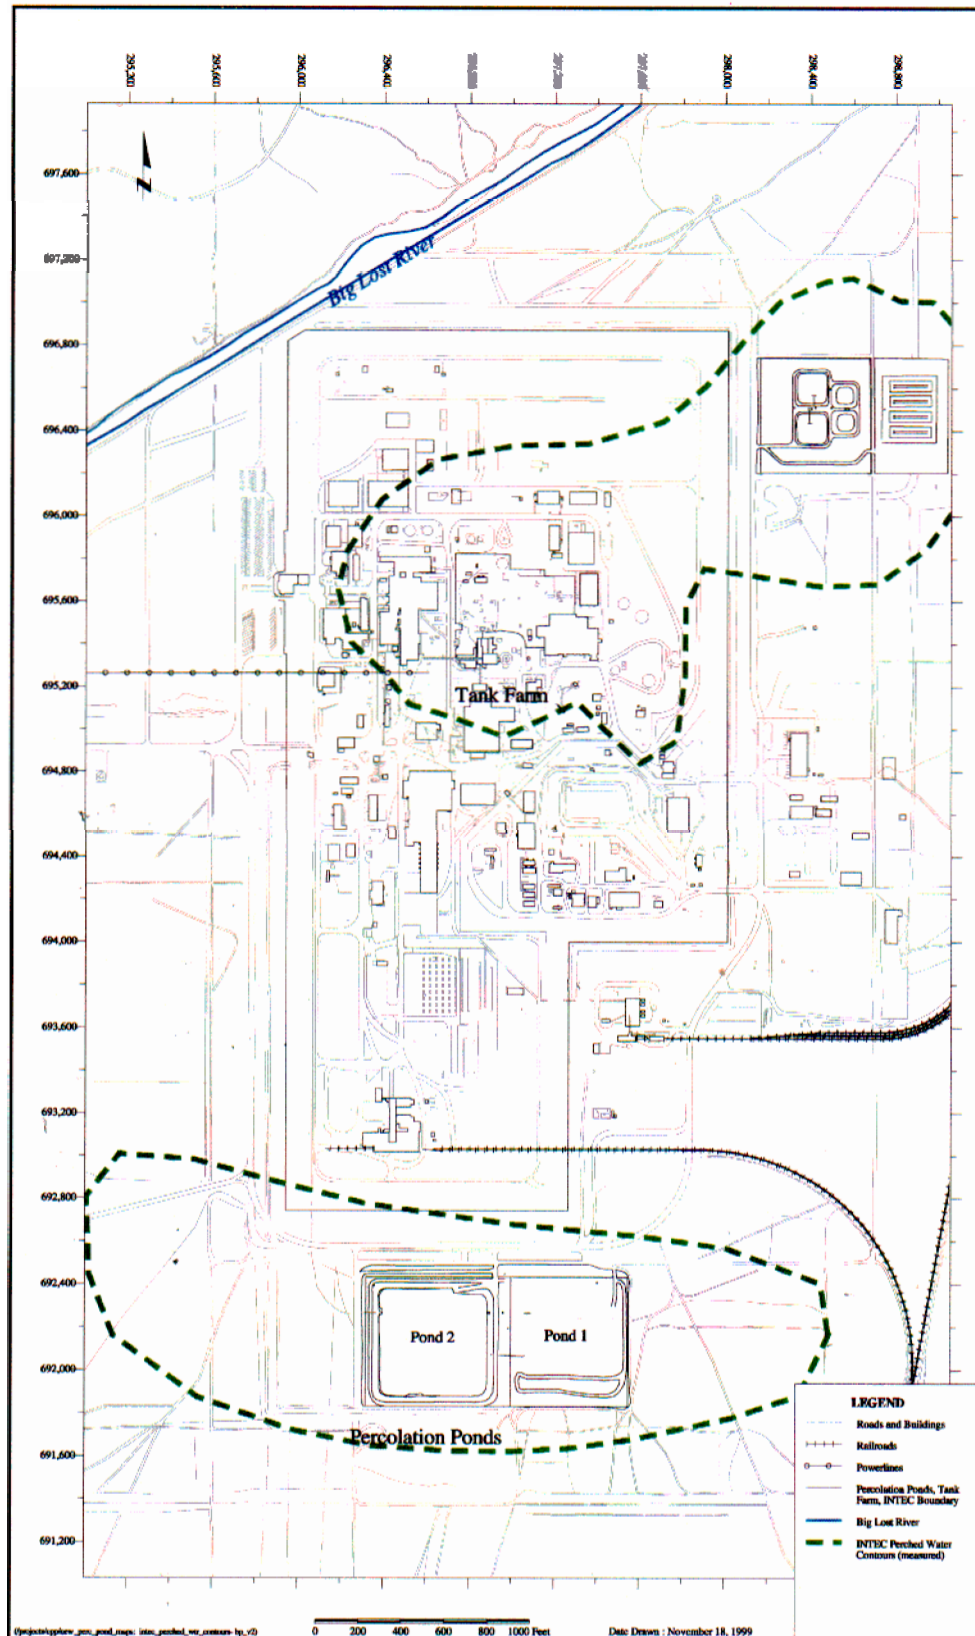 295,200
295,600
296,000
296,400
298,000
298,400
298,800
697,600
N
697,200
Big Lost River
696,800
696,400
696,000
695,600
695,200
Tank Farm
694,800
694,400
694,000
693,600
693,200
692,800
692,400
Pond 2
Pond 1
692,000
Percolation Ponds
691,600
691,200
LEGEND
Roads and Buildings
Railroads
Powerlines
Percolation Ponds, Tank
Farm, INTEC Boundary
Big Lost River
INTEC Perched Water
Contours (measured)
0 200 400 600 800 1000 Feet
Date Drawn : November 18, 1999